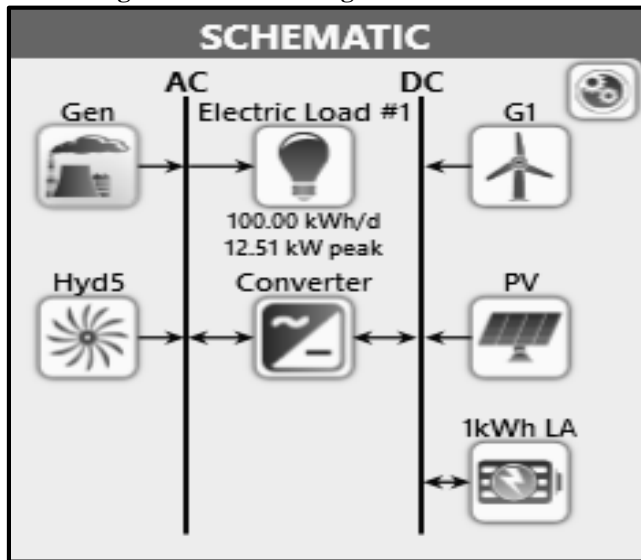 SCHEMATIC
AC
DC
Gen
Electric Load #1
G1
100.00 kWh/d
12.51 kW peak
Hyd5
Converter
PV
1kWh LA